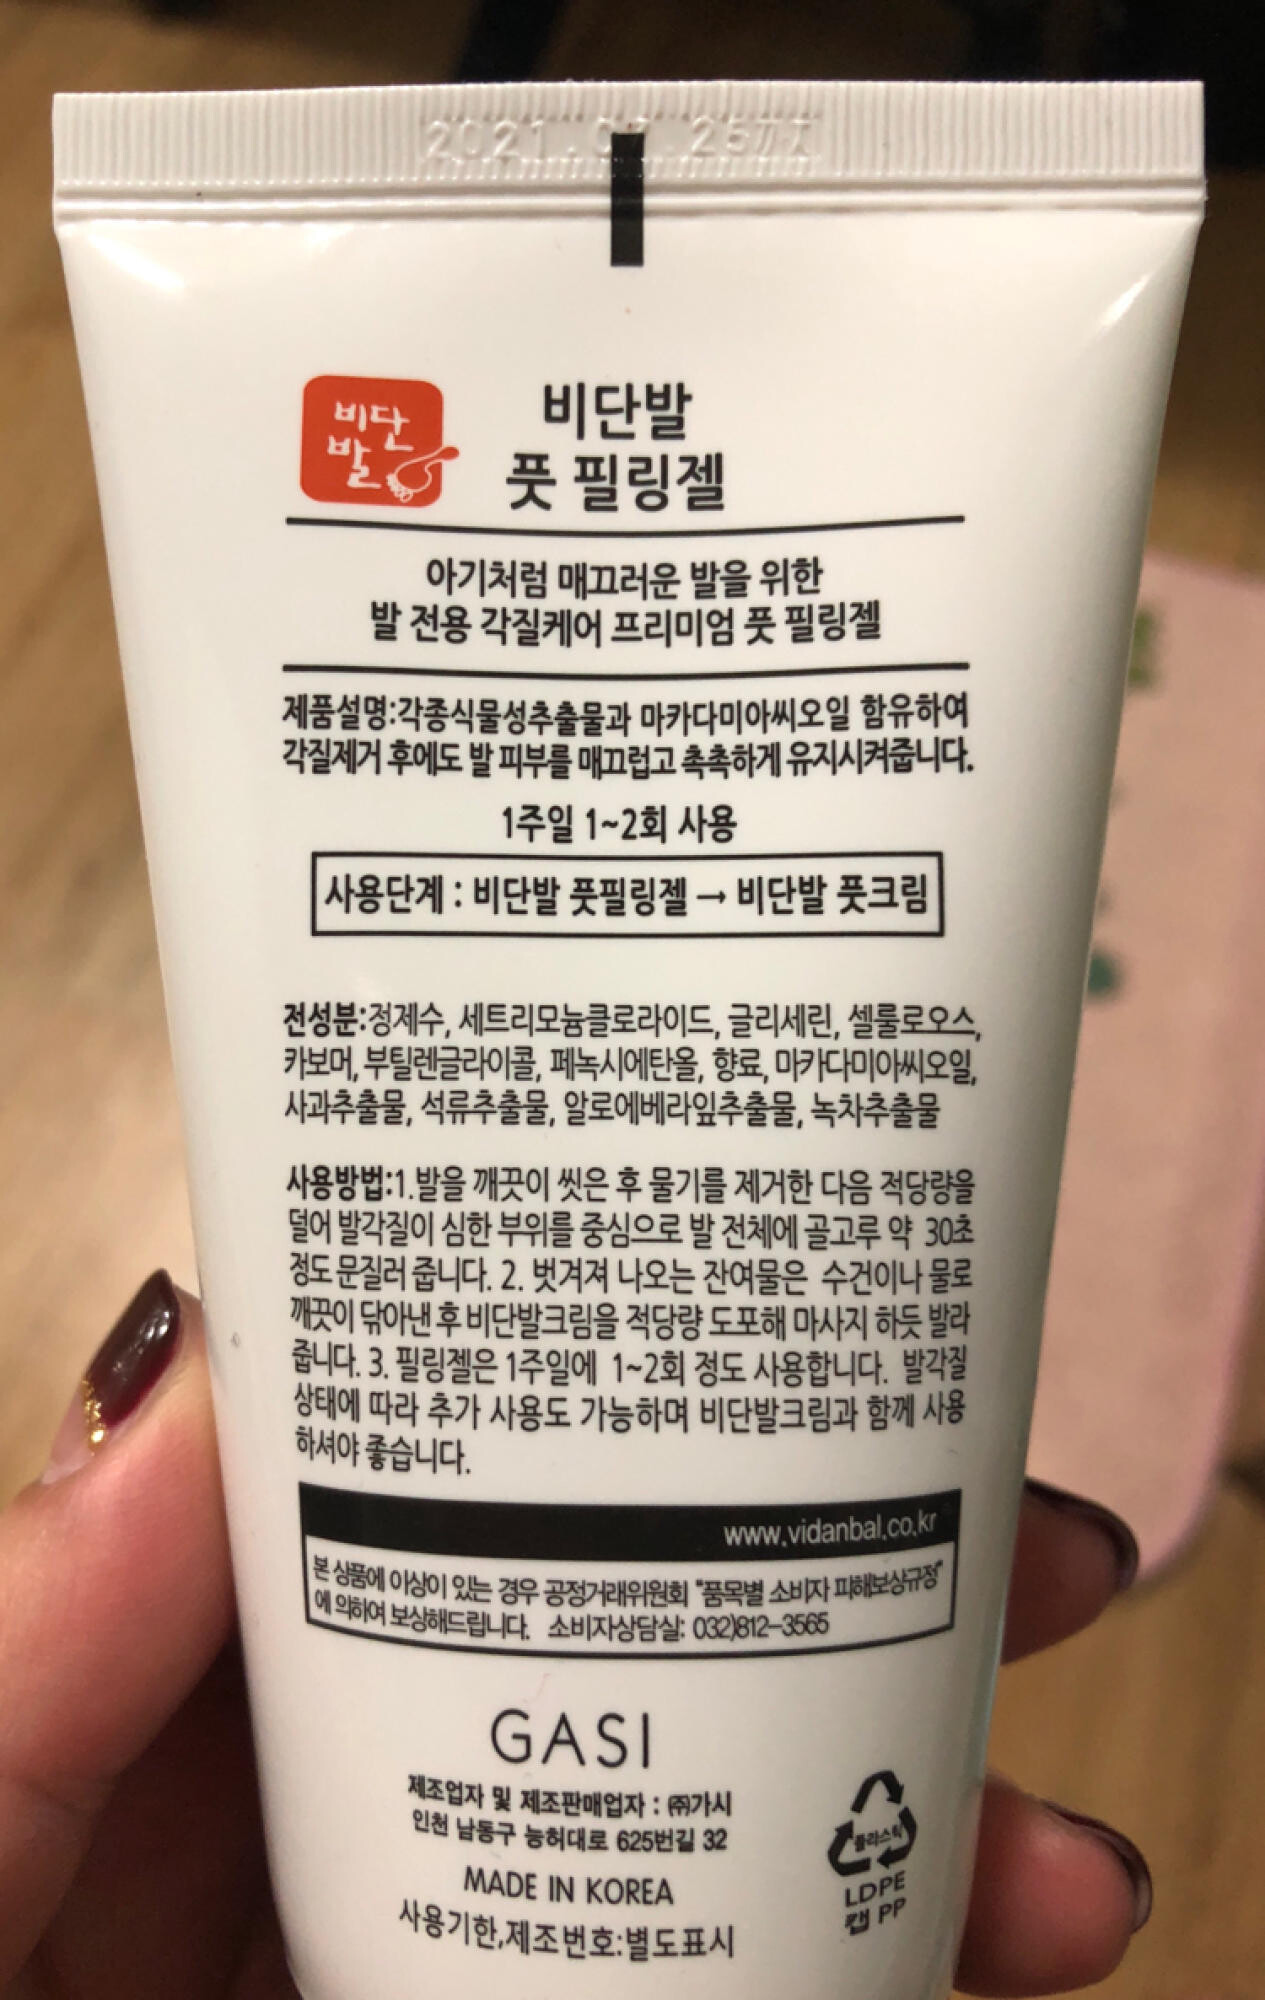 비단
발
비단발
풋 필링젤
아기처럼 매끄러운 발을 위한
발 전용 각질케어 프리미엄 풋 필링젤
제품설명:각종식물성추출물과 마카다미아씨오일 함유하여
각질제거 후에도 발 피부를 매끄럽고 촉촉하게 유지시켜줍니다.
1주일 1~2회 사용
사용단계 : 비단발 풋필링젤 → 비단발 풋크림
전성분:정제수, 세트리모늄클로라이드, 글리세린, 셀룰로오스,
카보머, 부틸렌글라이콜, 페녹시에탄올, 향료, 마카다미아씨오일,
사과추출물, 석류추출물, 알로에베라잎추출물, 녹차추출물
사용방법:1.발을 깨끗이 씻은 후 물기를 제거한 다음 적당량을
덜어 발각질이 심한 부위를 중심으로 발 전체에 골고루 약 30초
정도 문질러 줍니다. 2. 벗겨져 나오는 잔여물은 수건이나 물로
깨끗이 닦아낸 후 비단발크림을 적당량 도포해 마사지 하듯 발라
줍니다. 3. 필링젤은 1주일에 1~2회 정도 사용합니다. 발각질
상태에 따라 추가 사용도 가능하며 비단발크림과 함께 사용
하셔야 좋습니다.
www.vidanbal.co.kr
본 상품에 이상이 있는 경우 공정거래위원회 "품목별 소비자 피해보상규정"
에 의하여 보상해드립니다. 소비자상담실: 032)812-3565
GASI
제조업자 및 제조판매업자 : ㈜가시
인천 남동구 능허대로 625번길 32
MADE IN KOREA
사용기한,제조번호:별도표시
플라스틱
LDPE
캡 PP